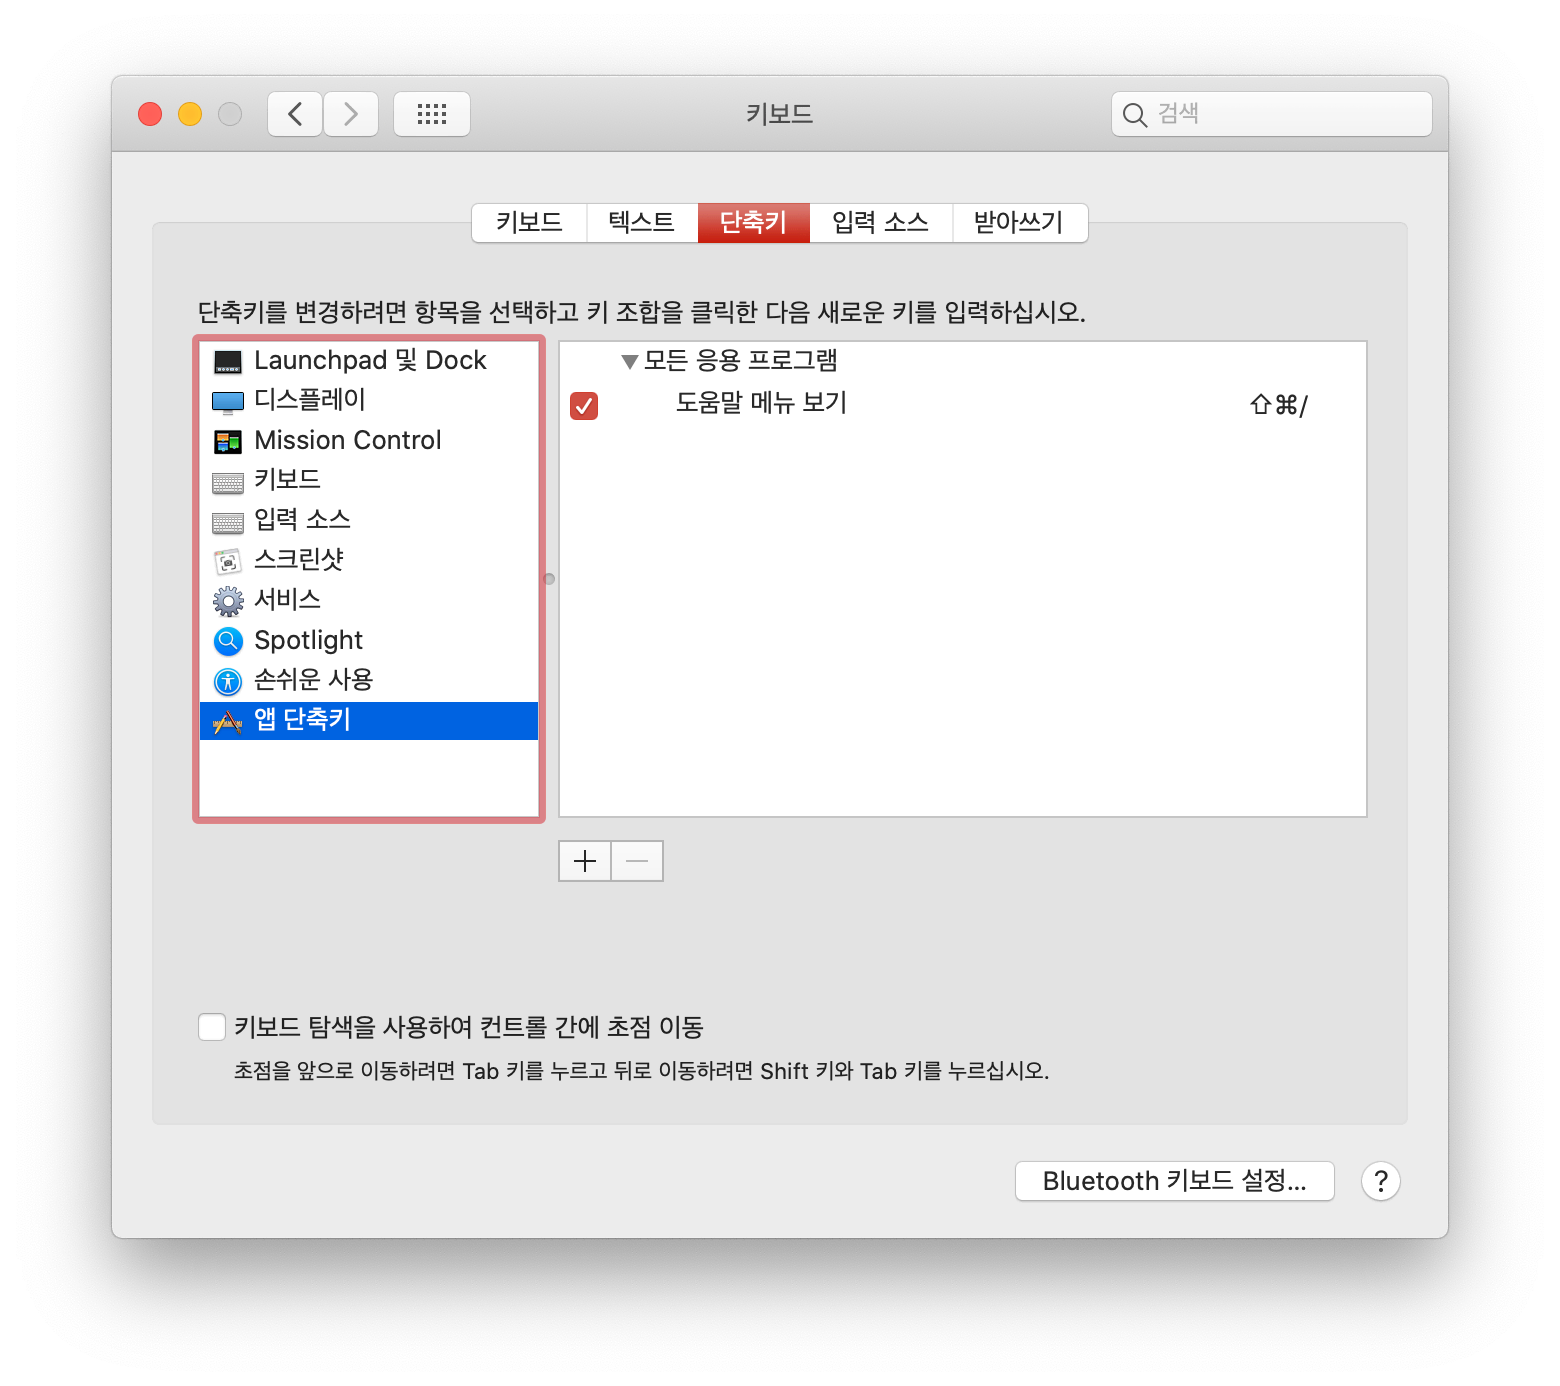 키보드
검색
키보드
텍스트
단축키
입력 소스
받아쓰기
단축키를 변경하려면 항목을 선택하고 키 조합을 클릭한 다음 새로운 키를 입력하십시오.
Launchpad 및 Dock
디스플레이
Mission Control
키보드
입력 소스
스크린샷
서비스
Spotlight
손쉬운 사용
앱 단축키
▼모든 응용 프로그램
도움말 메뉴 보기 ⇧⌘/
키보드 탐색을 사용하여 컨트롤 간에 초점 이동
초점을 앞으로 이동하려면 Tab 키를 누르고 뒤로 이동하려면 Shift 키와 Tab 키를 누르십시오.
Bluetooth 키보드 설정...
?